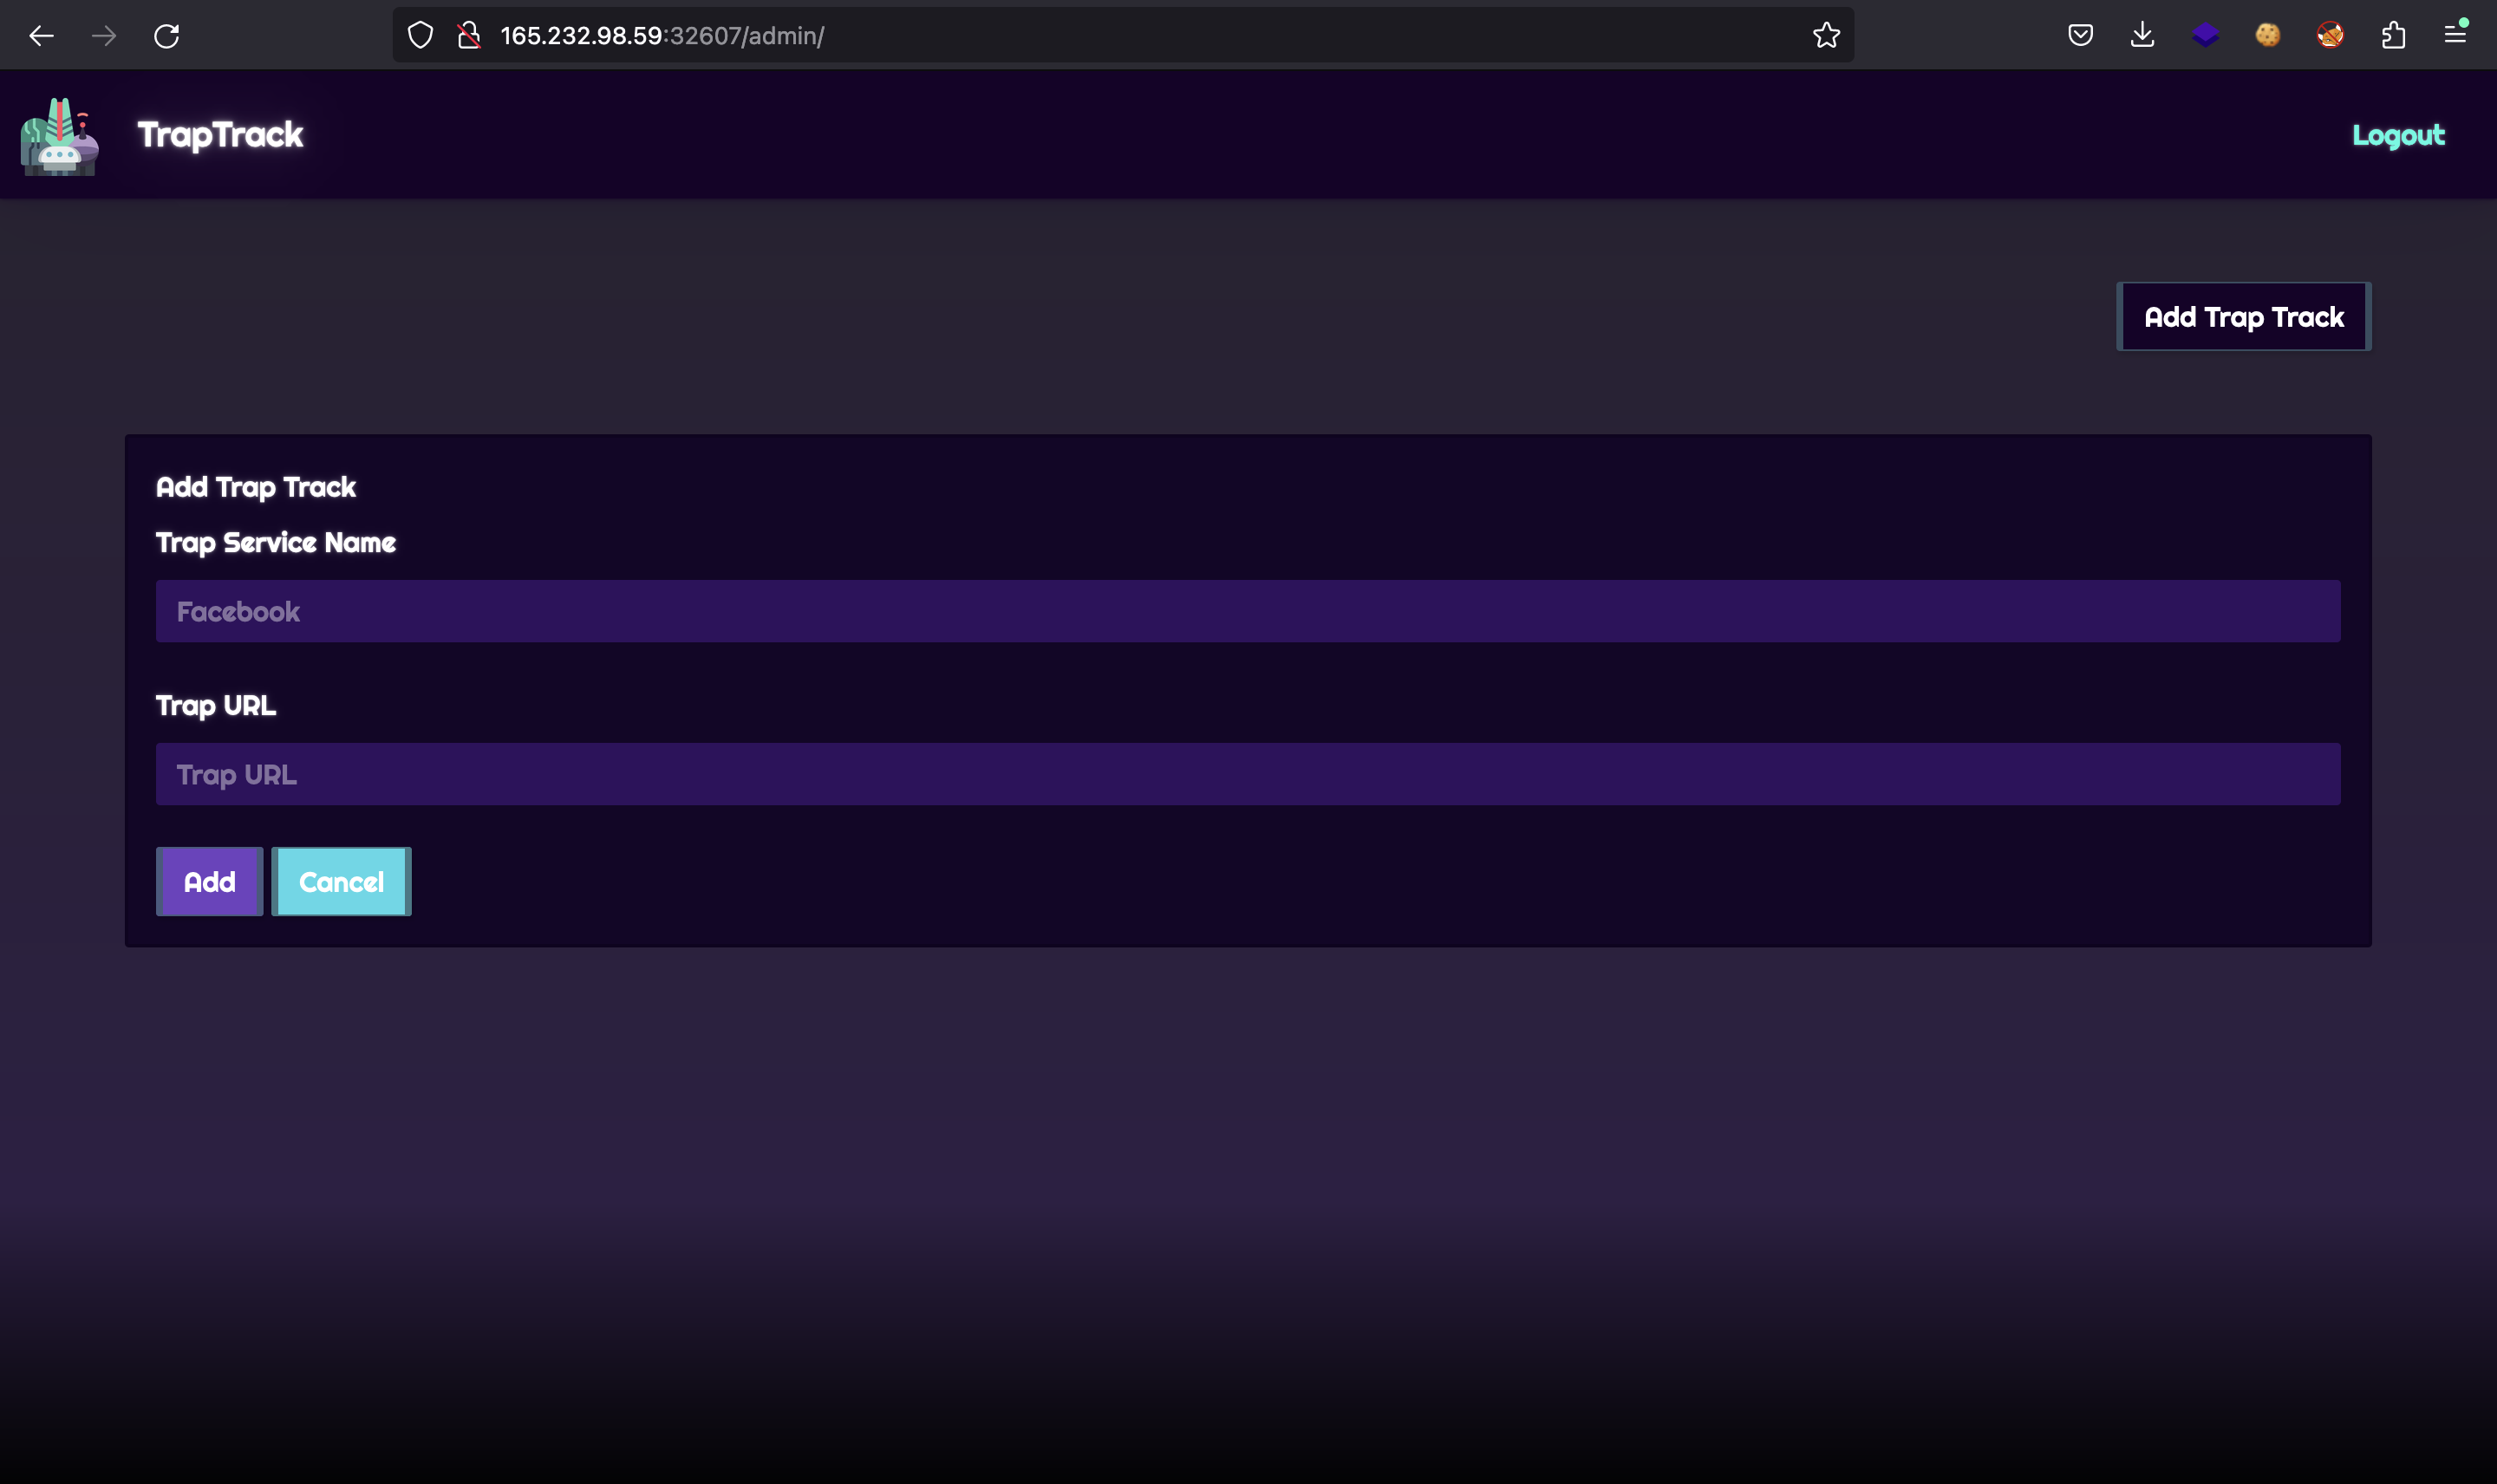 165.232.98.59:32607/admin/
TrapTrack
Logout
Add Trap Track
Add Trap Track
Trap Service Name
Facebook
Trap URL
Trap URL
Add
Cancel